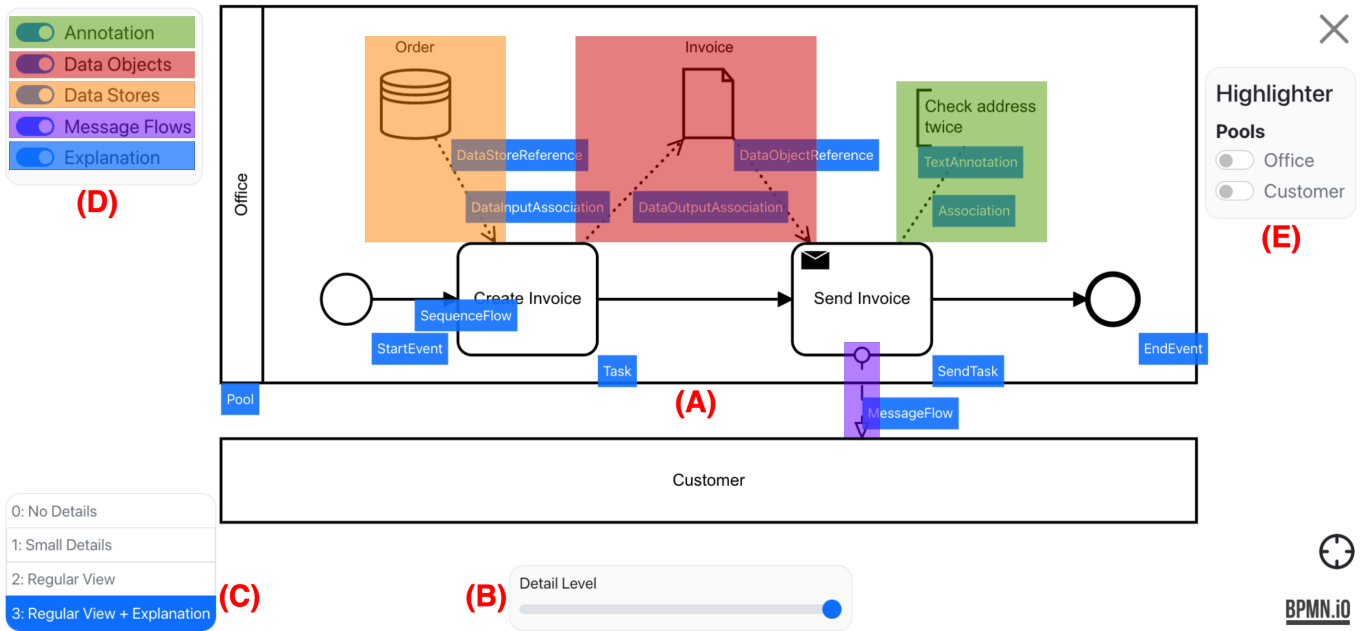 Annotation
Data Objects
Data Stores
Message Flows
Explanation
(D)
Order
Invoice
Check address
twice
DataStoreReference
DataObjectReference
TextAnnotation
DataInputAssociation
DataOutputAssociation
Association
Office
Create Invoice
Send Invoice
SequenceFlow
StartEvent
EndEvent
Task
SendTask
Pool
(A)
MessageFlow
Customer
Highlighter
Pools
Office
Customer
(E)
0: No Details
1: Small Details
2: Regular View
3: Regular View + Explanation
(C)
(B)
Detail Level
BPMN.iO